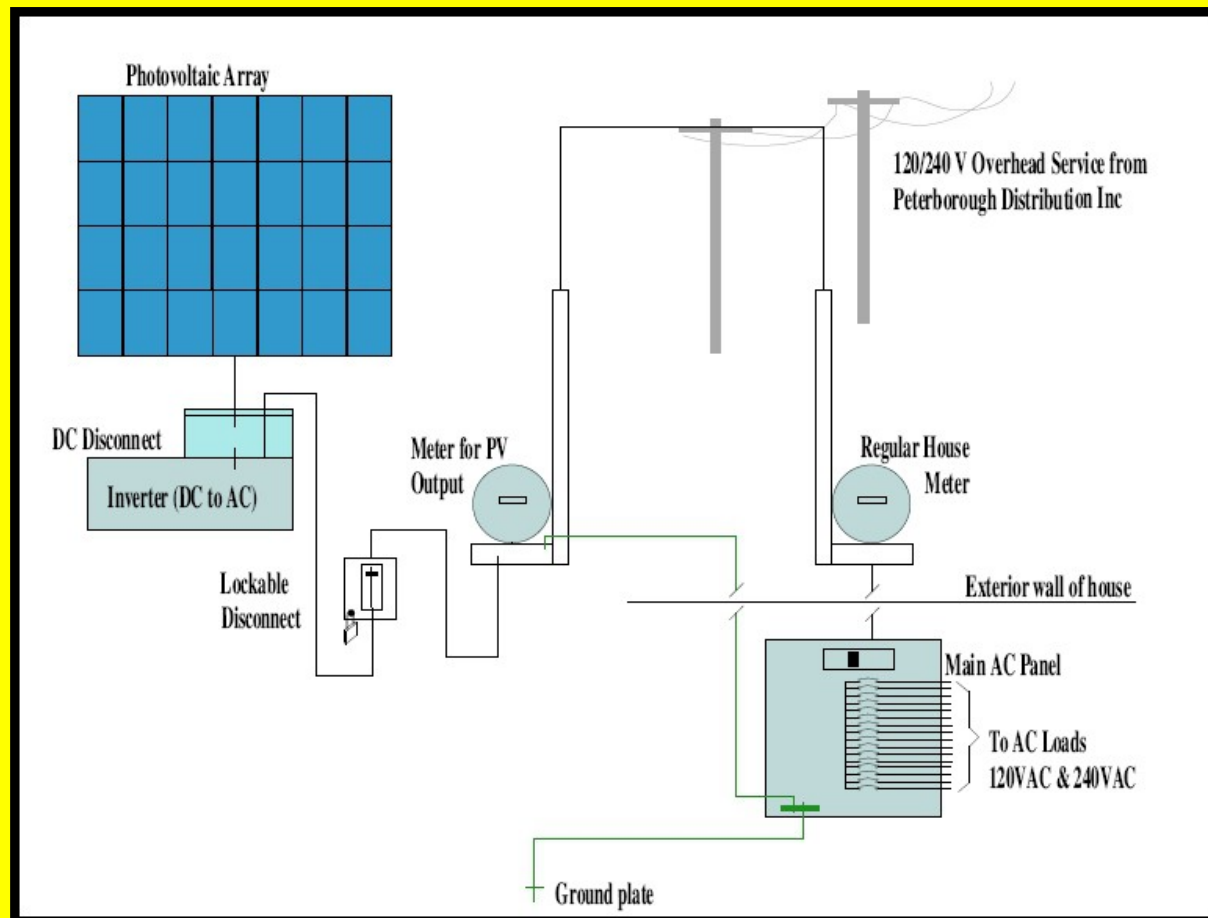 Photovoltaic Array
120/240 V Overhead Service from
Peterborough Distribution Inc
DC Disconnect
Inverter (DC to AC)
Meter for PV
Output
Regular House
Meter
Lockable
Disconnect
Exterior wall of house
Main AC Panel
To AC Loads
120VAC & 240VAC
Ground plate